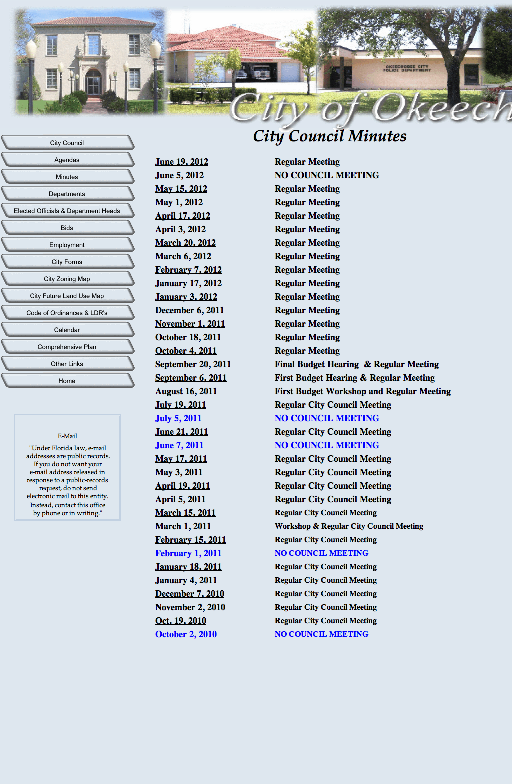 OKEECHOBEE CITY
POLICE DEPARTMENT
City of Okeech
City Council Minutes
City Council
Agendas
Minutes
Departments
Elected Officials & Department Heads
Bids
Employment
City Forms
City Zoning Map
City Future Land Use Map
Code of Ordinances & LDR's
Calendar
Comprehensive Plan
Other Links
Home
E-Mail
"Under Florida law, e-mail
addresses are public records.
If you do not want your
e-mail address released in
response to a public-records
request, do not send
electronic mail to this entity.
Instead, contact this office
by phone or in writing."
June 19, 2012 Regular Meeting
June 5, 2012 NO COUNCIL MEETING
May 15, 2012 Regular Meeting
May 1, 2012 Regular Meeting
April 17, 2012 Regular Meeting
April 3, 2012 Regular Meeting
March 20, 2012 Regular Meeting
March 6, 2012 Regular Meeting
February 7, 2012 Regular Meeting
January 17, 2012 Regular Meeting
January 3, 2012 Regular Meeting
December 6, 2011 Regular Meeting
November 1, 2011 Regular Meeting
October 18, 2011 Regular Meeting
October 4, 2011 Regular Meeting
September 20, 2011 Final Budget Hearing & Regular Meeting
September 6, 2011 First Budget Hearing & Regular Meeting
August 16, 2011 First Budget Workshop and Regular Meeting
July 19, 2011 Regular City Council Meeting
July 5, 2011 NO COUNCIL MEETING
June 21, 2011 Regular City Council Meeting
June 7, 2011 NO COUNCIL MEETING
May 17, 2011 Regular City Council Meeting
May 3, 2011 Regular City Council Meeting
April 19, 2011 Regular City Council Meeting
April 5, 2011 Regular City Council Meeting
March 15, 2011 Regular City Council Meeting
March 1, 2011 Workshop & Regular City Council Meeting
February 15, 2011 Regular City Council Meeting
February 1, 2011 NO COUNCIL MEETING
January 18, 2011 Regular City Council Meeting
January 4, 2011 Regular City Council Meeting
December 7, 2010 Regular City Council Meeting
November 2, 2010 Regular City Council Meeting
Oct. 19, 2010 Regular City Council Meeting
October 2, 2010 NO COUNCIL MEETING